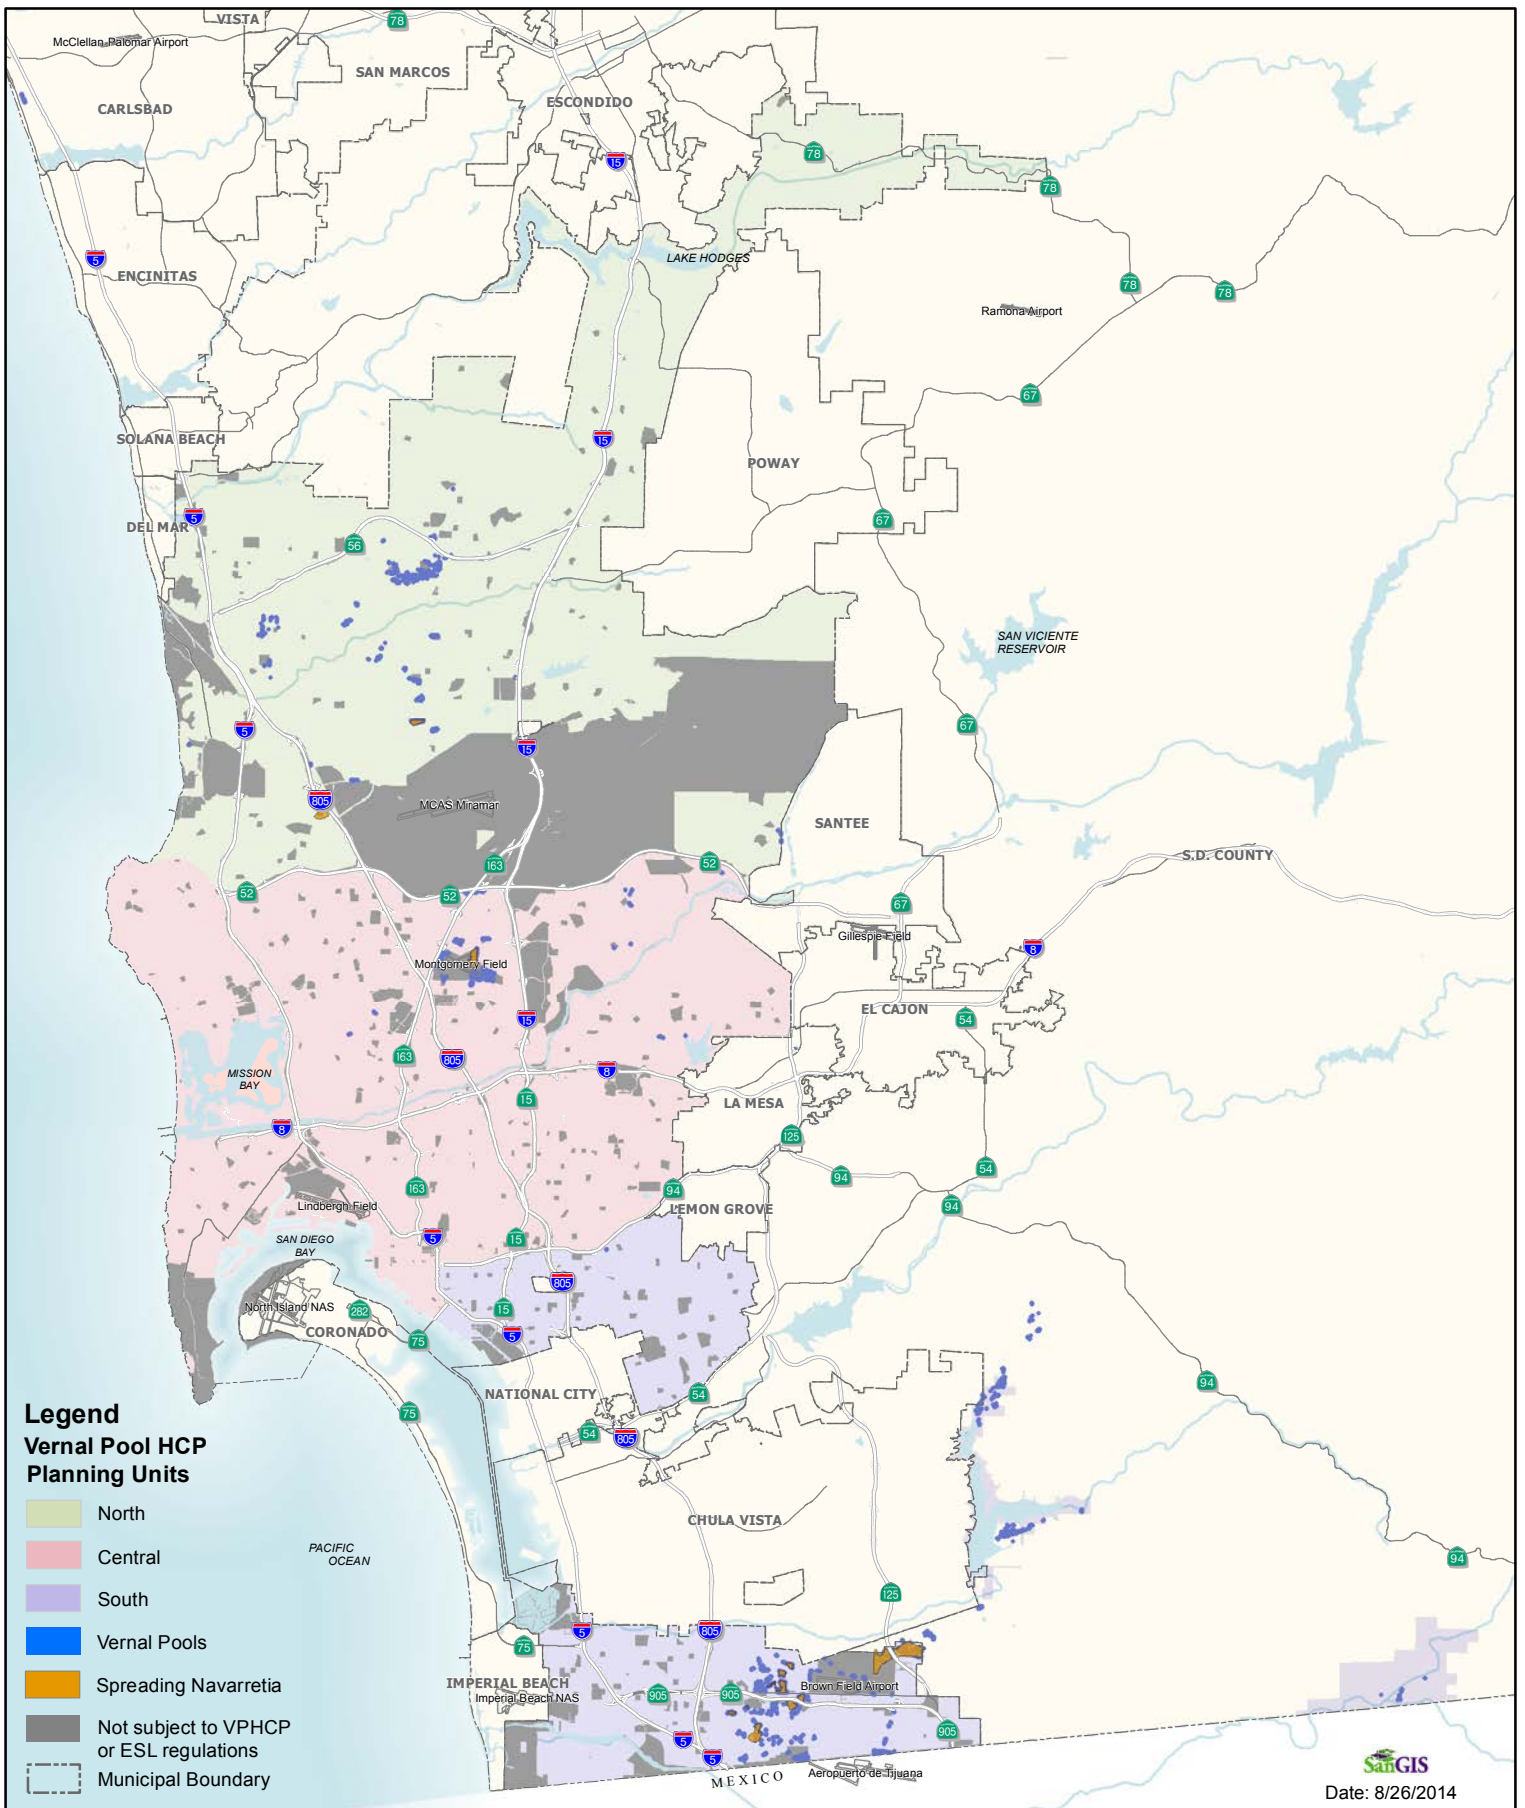 VISTA
78
McClellan-Palomar Airport
SAN MARCOS
ESCONDIDO
CARLSBAD
15
78
78
5
LAKE HODGES
ENCINITAS
78
78
Ramona Airport
67
SOLANA BEACH
15
POWAY
DEL MAR
5
67
56
SAN VICIENTE
RESERVOIR
5
67
15
805
MCAS Miramar
SANTEE
S.D. COUNTY
163
52
52
52
67
Gillespie Field
8
Montgomery Field
EL CAJON
54
15
163
805
8
MISSION
BAY
15
LA MESA
8
125
54
94
163
94
94
Lindbergh Field
LEMON GROVE
5
15
SAN DIEGO
BAY
805
North Island NAS
282
15
CORONADO
75
5
94
NATIONAL CITY
54
75
54
805
CHULA VISTA
PACIFIC
OCEAN
94
125
5
805
75
IMPERIAL BEACH
Imperial Beach NAS
905
905
Brown Field Airport
905
5
5
MEXICO
Aeropuerto de Tijuana
Legend
Vernal Pool HCP
Planning Units
North
Central
South
Vernal Pools
Spreading Navarretia
Not subject to VPHCP
or ESL regulations
Municipal Boundary
SanGIS
Date: 8/26/2014